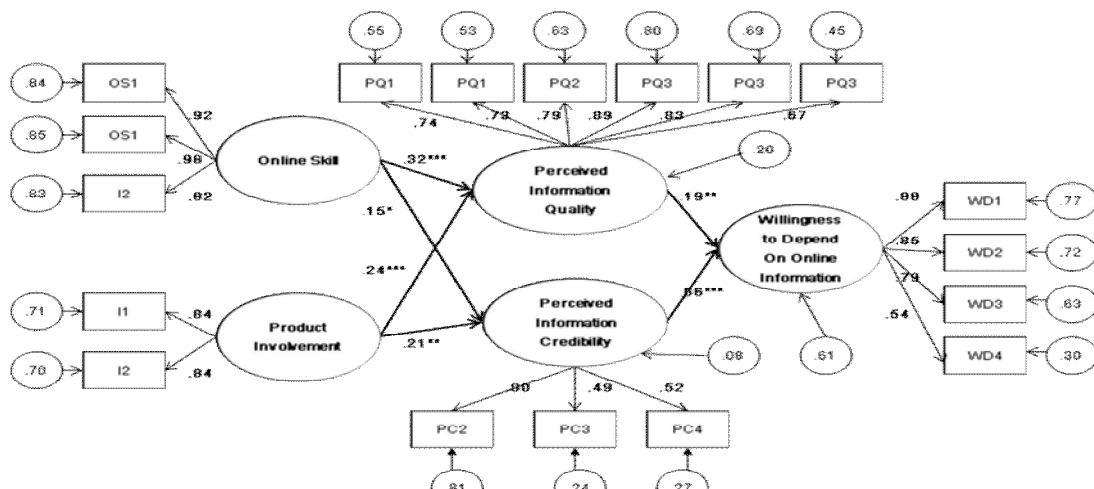 .55 .53 .63 .80 .69 .45
PQ1 PQ1 PQ2 PQ3 PQ3 PQ3
.74 .73 .79 .89 .83 .67
.84 OS1 .92
.85 OS1 .98
.83 I2 .62
Online Skill
.32***
.15*
.24***
.21**
Perceived
Information
Quality
.20
.19**
.71 I1 .84
.70 I2 .84
Product
Involvement
Perceived
Information
Credibility
.08
Willingness
to Depend
On Online
Information
.61
WD1 .77
.85 WD2 .72
.79 WD3 .63
.54 WD4 .30
.49 .52
PC2 PC3 PC4
.81 .24 .27